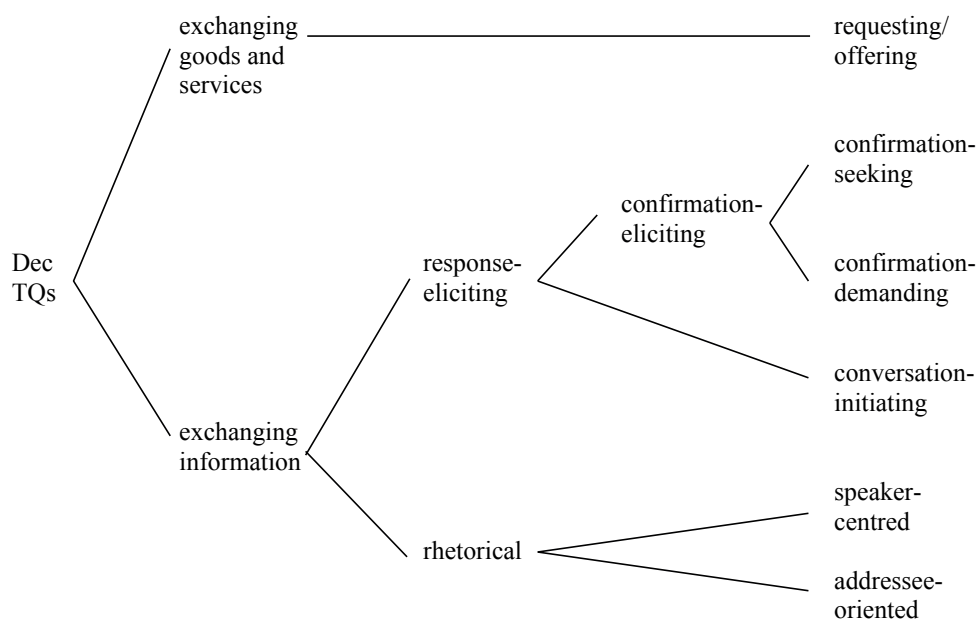 exchanging
goods and
services
requesting/
offering
confirmation-
seeking
confirmation-
eliciting
Dec
TQs
response-
eliciting
confirmation-
demanding
conversation-
initiating
exchanging
information
speaker-
centred
rhetorical
addressee-
oriented